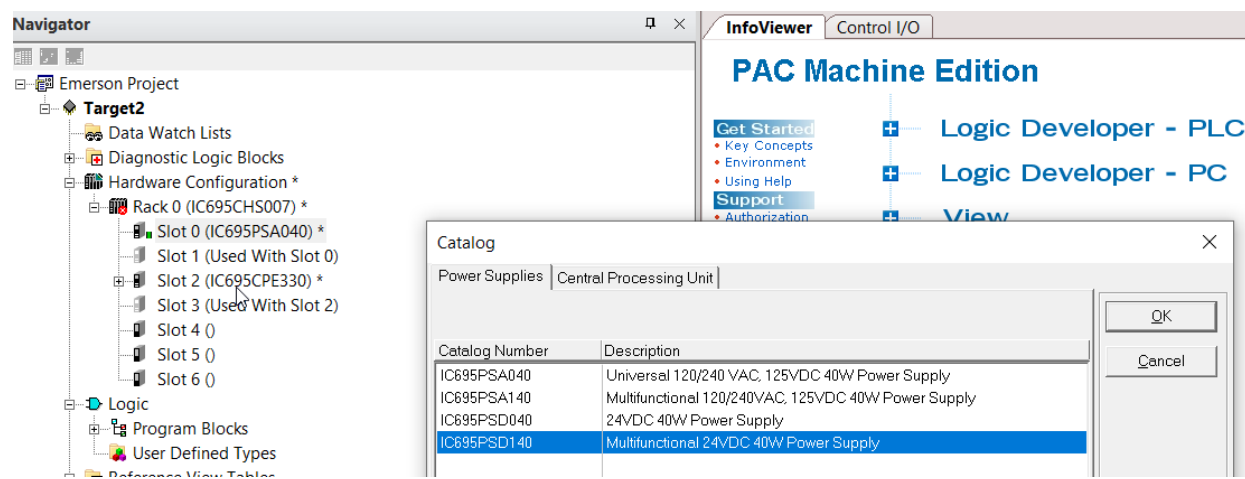 Navigator
Emerson Project
Target2
Data Watch Lists
Diagnostic Logic Blocks
Hardware Configuration *
Rack 0 (IC695CHS007) *
Slot 0 (IC695PSA040) *
Slot 1 (Used With Slot 0)
Slot 2 (IC695CPE330) *
Slot 3 (Used With Slot 2)
Slot 4 ()
Slot 5 ()
Slot 6 ()
Logic
Program Blocks
User Defined Types
Reference View Tables
InfoViewer Control I/O
PAC Machine Edition
Get Started
Key Concepts
Environment
Using Help
Support
Authorization
Logic Developer - PLC
Logic Developer - PC
View
Catalog
Power Supplies Central Processing Unit
Catalog Number Description
IC695PSA040 Universal 120/240 VAC, 125VDC 40W Power Supply
IC695PSA140 Multifunctional 120/240VAC, 125VDC 40W Power Supply
IC695PSD040 24VDC 40W Power Supply
IC695PSD140 Multifunctional 24VDC 40W Power Supply
OK
Cancel